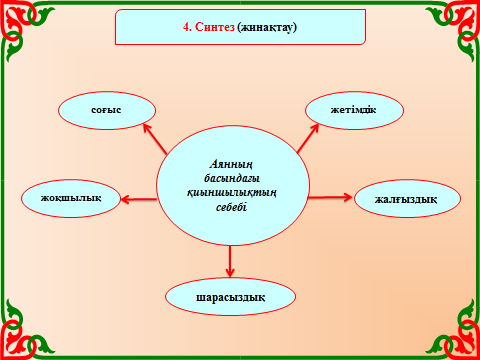 4. Синтез (жинақтау)
соғыс
жетімдік
Аянның
басындағы
қиыншылықтың
себебі
жоқшылық
жалғыздық
шарасыздық